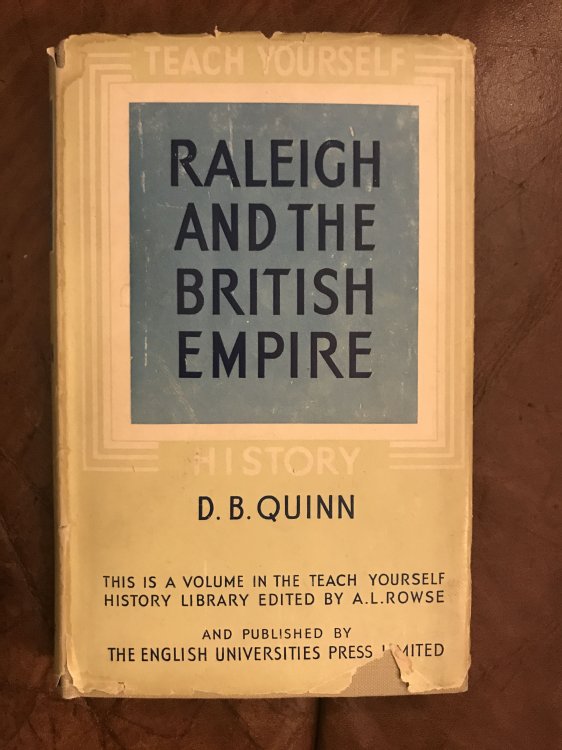 TEACH YOURSELF
RALEIGH
AND THE
BRITISH
EMPIRE
HISTORY
D. B. QUINN
THIS IS A VOLUME IN THE TEACH YOURSELF
HISTORY LIBRARY EDITED BY A.L.ROWSE
AND PUBLISHED BY
THE ENGLISH UNIVERSITIES PRESS LIMITED